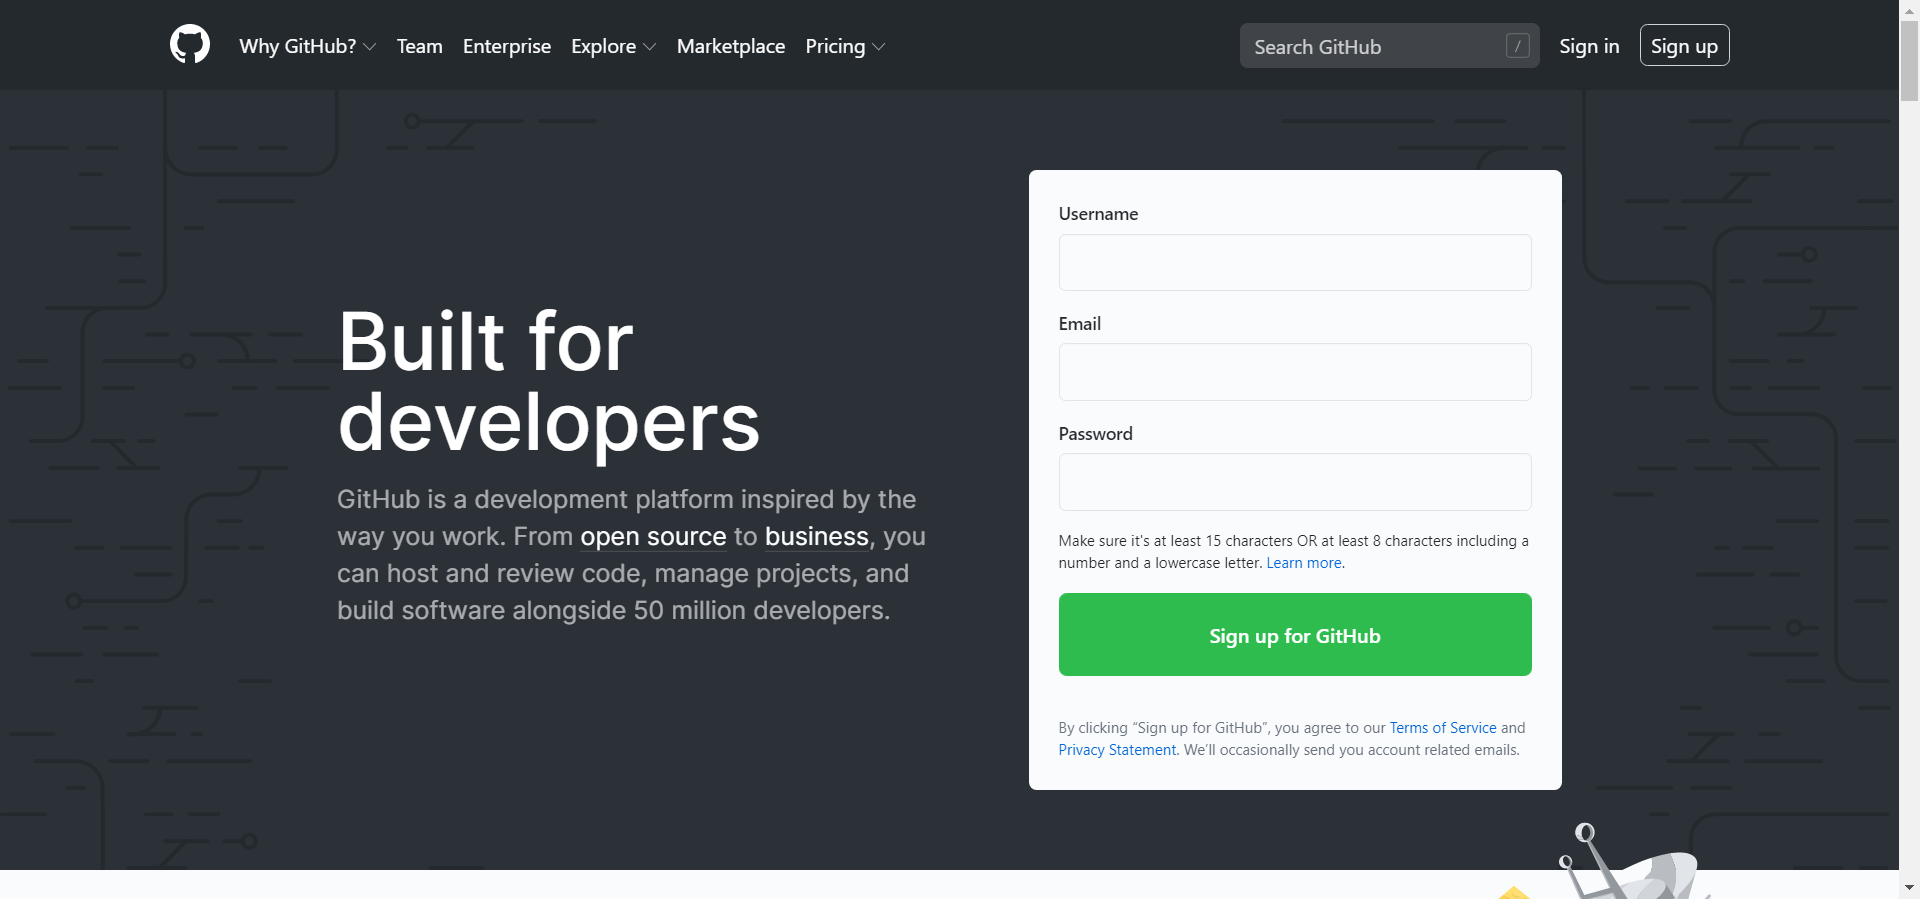 Why GitHub? Team Enterprise Explore Marketplace Pricing Search GitHub / Sign in Sign up
Built for
developers
GitHub is a development platform inspired by the
way you work. From open source to business, you
can host and review code, manage projects, and
build software alongside 50 million developers.
Username
Email
Password
Make sure it's at least 15 characters OR at least 8 characters including a
number and a lowercase letter. Learn more.
Sign up for GitHub
By clicking “Sign up for GitHub”, you agree to our Terms of Service and
Privacy Statement. We’ll occasionally send you account related emails.